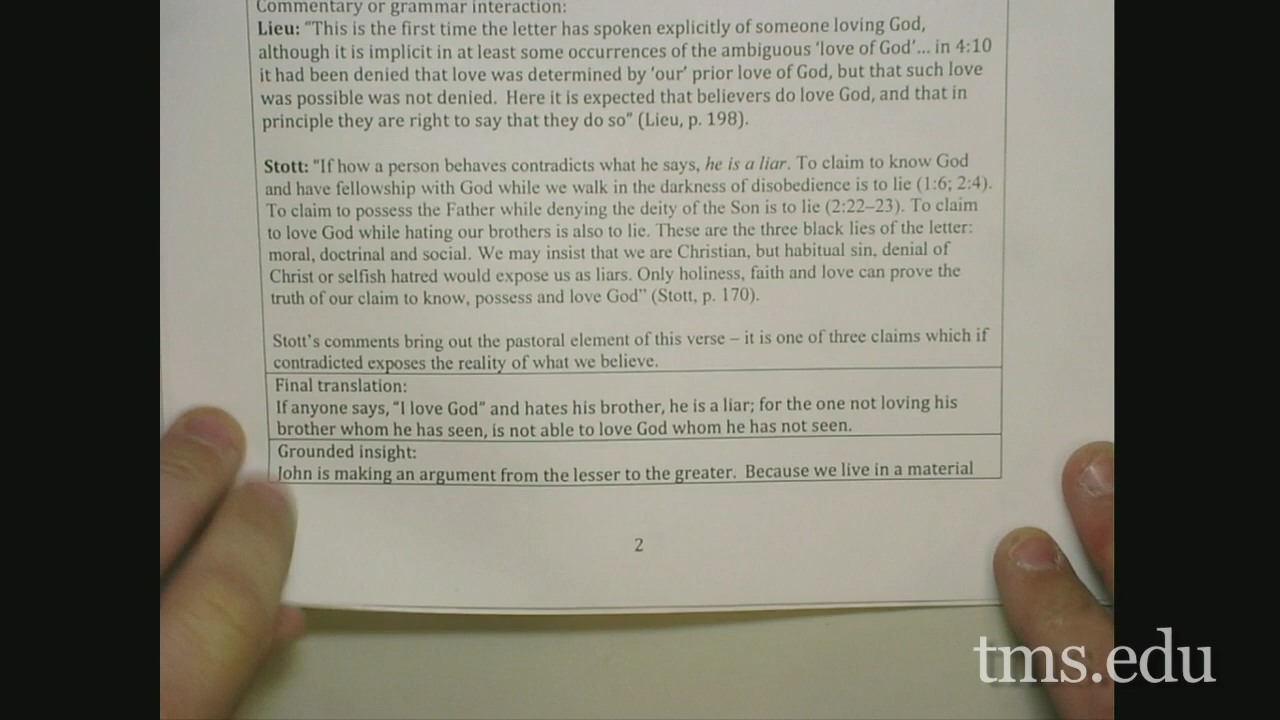 Commentary or grammar interaction:
Lieu: "This is the first time the letter has spoken explicitly of someone loving God,
although it is implicit in at least some occurrences of the ambiguous 'love of God'... in 4:10
it had been denied that love was determined by 'our' prior love of God, but that such love
was possible was not denied. Here it is expected that believers do love God, and that in
principle they are right to say that they do so" (Lieu, p. 198).
Stott: "If how a person behaves contradicts what he says, he is a liar. To claim to know God
and have fellowship with God while we walk in the darkness of disobedience is to lie (1:6; 2:4).
To claim to possess the Father while denying the deity of the Son is to lie (2:22–23). To claim
to love God while hating our brothers is also to lie. These are the three black lies of the letter:
moral, doctrinal and social. We may insist that we are Christian, but habitual sin, denial of
Christ or selfish hatred would expose us as liars. Only holiness, faith and love can prove the
truth of our claim to know, possess and love God" (Stott, p. 170).
Stott's comments bring out the pastoral element of this verse – it is one of three claims which if
contradicted exposes the reality of what we believe.
Final translation:
If anyone says, "I love God" and hates his brother, he is a liar; for the one not loving his
brother whom he has seen, is not able to love God whom he has not seen.
Grounded insight:
John is making an argument from the lesser to the greater. Because we live in a material
2
tms.edu